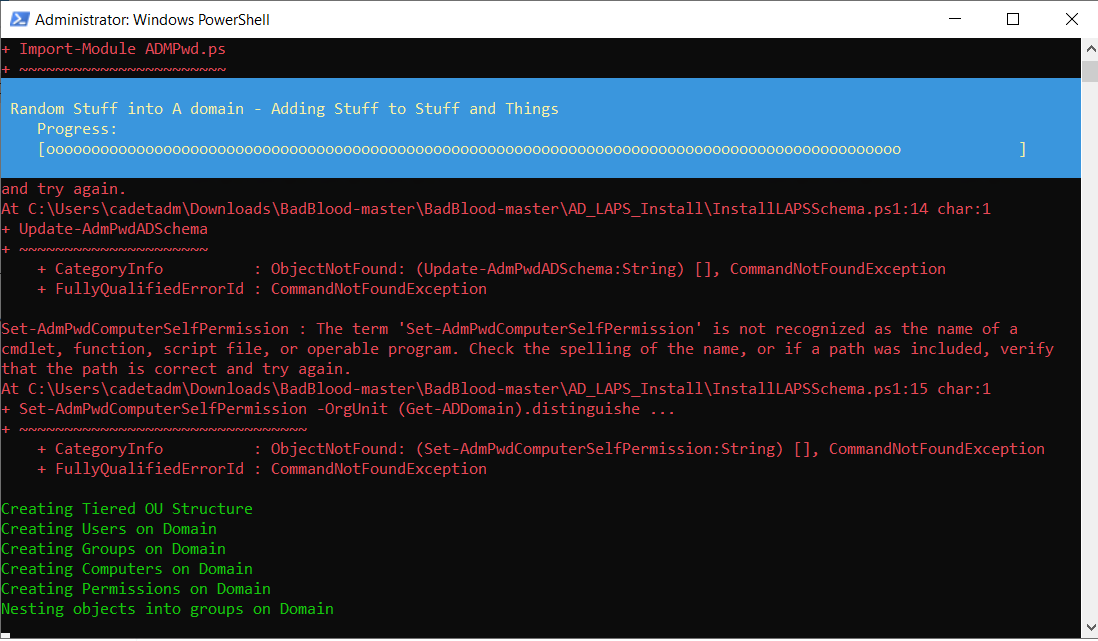 Administrator: Windows PowerShell
+ Import-Module ADMPwd.ps
+ ~~~~~~~~~~~~~~~~~~~~~~~
Random Stuff into A domain - Adding Stuff to Stuff and Things
Progress:
[ooooooooooooooooooooooooooooooooooooooooooooooooooooooooooooooooooooooooooooooooooooooooooooooo             ]
and try again.
At C:\Users\cadetadm\Downloads\BadBlood-master\BadBlood-master\AD_LAPS_Install\InstallLAPSSchema.ps1:14 char:1
+ Update-AdmPwdADSchema
+ ~~~~~~~~~~~~~~~~~~~~~
    + CategoryInfo          : ObjectNotFound: (Update-AdmPwdADSchema:String) [], CommandNotFoundException
    + FullyQualifiedErrorId : CommandNotFoundException
Set-AdmPwdComputerSelfPermission : The term 'Set-AdmPwdComputerSelfPermission' is not recognized as the name of a
cmdlet, function, script file, or operable program. Check the spelling of the name, or if a path was included, verify
that the path is correct and try again.
At C:\Users\cadetadm\Downloads\BadBlood-master\BadBlood-master\AD_LAPS_Install\InstallLAPSSchema.ps1:15 char:1
+ Set-AdmPwdComputerSelfPermission -OrgUnit (Get-ADDomain).distinguishe ...
+ ~~~~~~~~~~~~~~~~~~~~~~~~~~~~~~~~
    + CategoryInfo          : ObjectNotFound: (Set-AdmPwdComputerSelfPermission:String) [], CommandNotFoundException
    + FullyQualifiedErrorId : CommandNotFoundException
Creating Tiered OU Structure
Creating Users on Domain
Creating Groups on Domain
Creating Computers on Domain
Creating Permissions on Domain
Nesting objects into groups on Domain